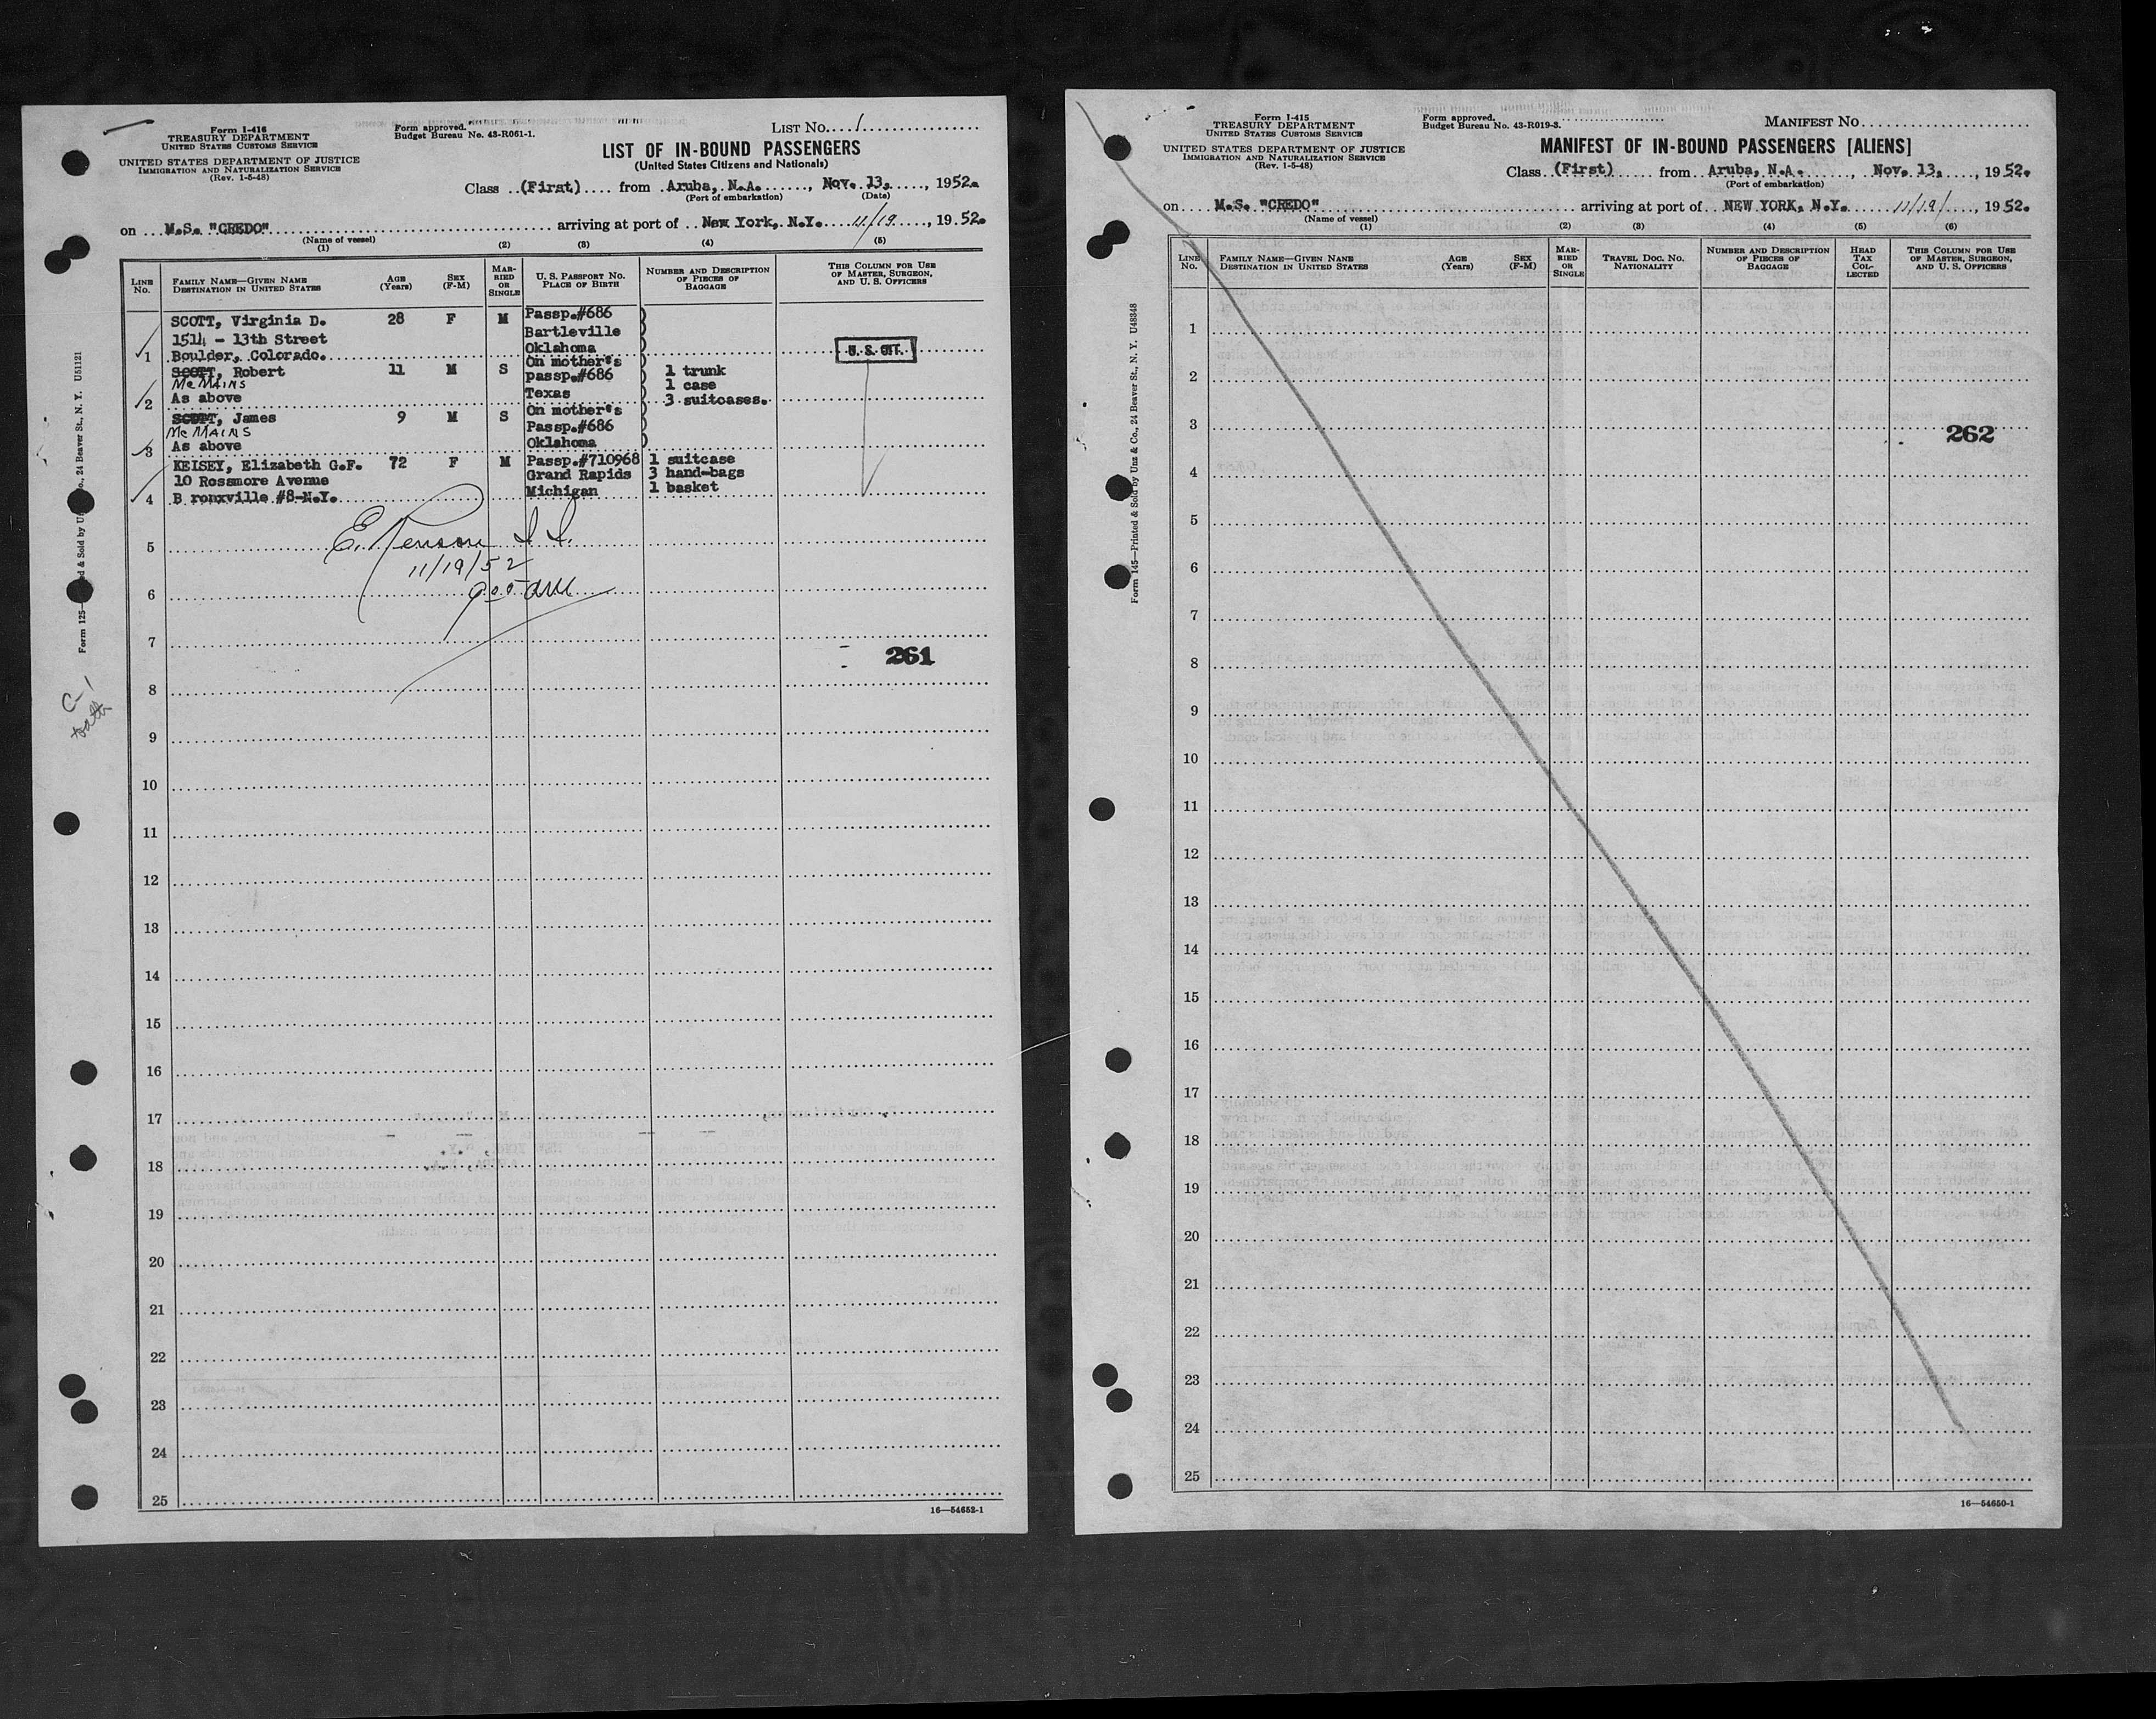 Form I-416
TREASURY DEPARTMENT
UNITED STATES CUSTOMS SERVICE
UNITED STATES DEPARTMENT OF JUSTICE
IMMIGRATION AND NATURALIZATION SERVICE
(Rev. 1-5-48)
Form approved.
Budget Bureau No. 43-R061-1.
LIST No. 1
LIST OF IN-BOUND PASSENGERS
(United States Citizens and Nationals)
Class (First) from Aruba, N.A., Nov. 13, 1952.
(Port of embarkation) (Date)
on M.S. "CREDO" arriving at port of New York, N.Y. 11/19, 1952.
(Name of vessel)
(1) (2) (3) (4) (5)
LINE No. FAMILY NAME—GIVEN NAME DESTINATION IN UNITED STATES AGE (Years) SEX (F-M) MARRIED OR SINGLE U. S. PASSPORT NO. PLACE OF BIRTH NUMBER AND DESCRIPTION OF PIECES OF BAGGAGE THIS COLUMN FOR USE OF MASTER, SURGEON, AND U. S. OFFICERS
SCOTT, Virginia D. 28 F M Passp.#686
1514 - 13th Street Bartleville
1 Boulder, Colorado. Oklahoma U. S. CIT.
SCOTT, Robert 11 M S On mother's
McMAINS passp.#686 1 trunk
1 case
2 As above Texas 3 suitcases.
SCOTT, James 9 M S On mother's
McMAINS Passp.#686
3 As above Oklahoma
KEISEY, Elizabeth G.F. 72 F M Passp.#710968 1 suitcase
10 Rossmore Avenue Grand Rapids 3 hand-bags
4 B ronxville #8-N.Y. Michigan 1 basket
5
11/19/52
6
7
261
8
9
10
11
12
13
14
15
16
17
18
19
20
21
22
23
24
25
16—54652-1
C-1
Form I-415
TREASURY DEPARTMENT
UNITED STATES CUSTOMS SERVICE
UNITED STATES DEPARTMENT OF JUSTICE
IMMIGRATION AND NATURALIZATION SERVICE
(Rev. 1-5-48)
Form approved.
Budget Bureau No. 43-R019-3.
MANIFEST No
MANIFEST OF IN-BOUND PASSENGERS [ALIENS]
Class (First) from Aruba, N.A., Nov. 13, 1952.
(Port of embarkation)
on M.S. "CREDO" arriving at port of NEW YORK, N.Y. 11/19/, 1952.
(Name of vessel)
(1) (2) (3) (4) (5) (6)
LINE No. FAMILY NAME—GIVEN NAME DESTINATION IN UNITED STATES AGE (Years) SEX (F-M) MARRIED OR SINGLE TRAVEL DOC. NO. NATIONALITY NUMBER AND DESCRIPTION OF PIECES OF BAGGAGE HEAD TAX COLLECTED THIS COLUMN FOR USE OF MASTER, SURGEON, AND U. S. OFFICERS
1
2
3
262
4
5
6
7
8
9
10
11
12
13
14
15
16
17
18
19
20
21
22
23
24
25
16—54650-1
Form 145—Printed & Sold by Unz & Co., 24 Beaver St., N. Y. U48348